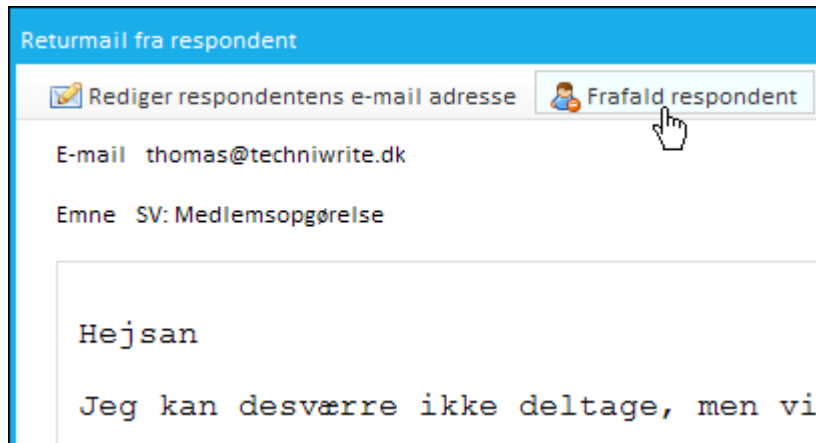 Returmail fra respondent
Rediger respondentens e-mail adresse Frafald respondent
E-mail thomas@techniwrite.dk
Emne SV: Medlemsopgørelse
Hejsan
Jeg kan desværre ikke deltage, men vi